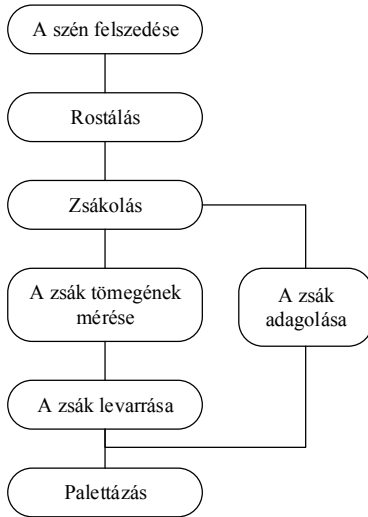 A szén felszedése
Rostálás
Zsákolás
A zsák tömegének
mérése
A zsák
adagolása
A zsák levarrása
Palettázás